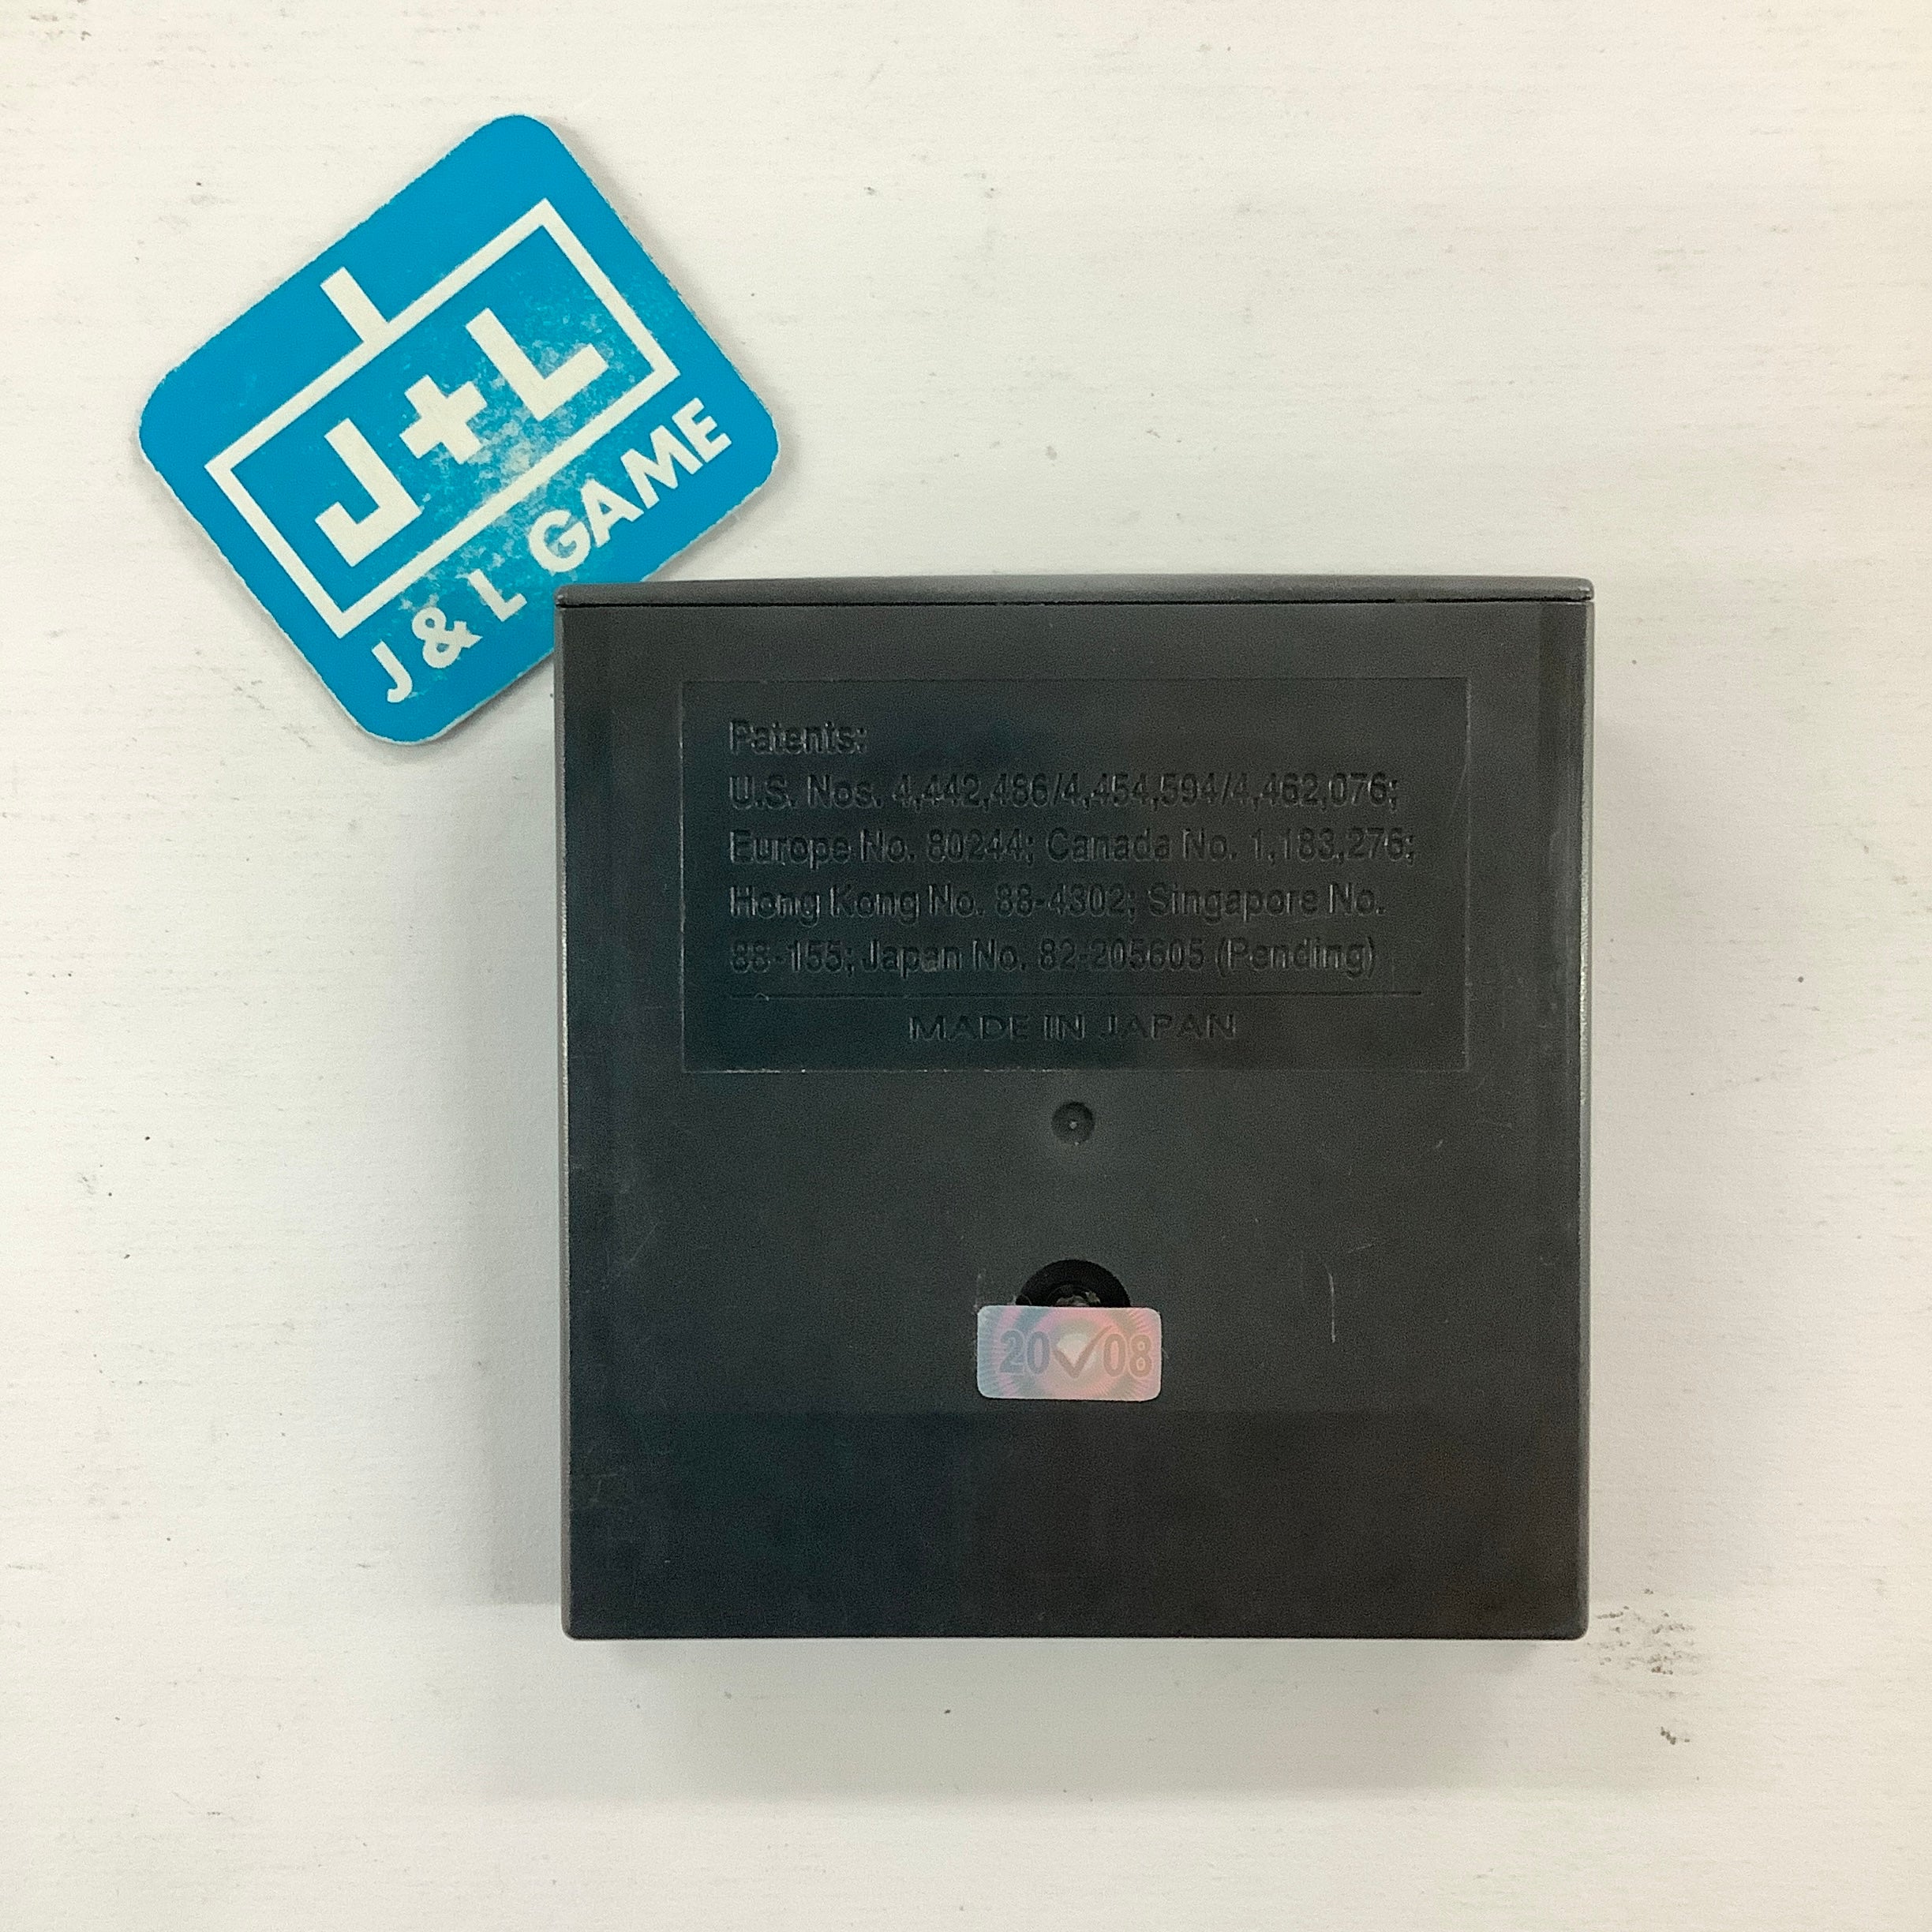 J+L
J & L GAME
Patents:
U.S. Nos. 4,442,486/4,454,594/4,462,076;
Europe No. 80244; Canada No. 1,183,276;
Hong Kong No. 88-4302; Singapore No.
88-155; Japan No. 82-205605 (Pending)
MADE IN JAPAN
20 08